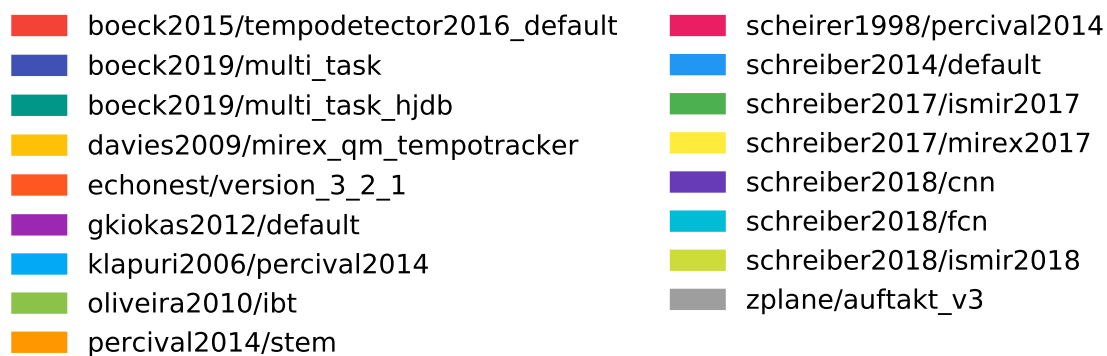 boeck2015/tempodetector2016_default
boeck2019/multi_task
boeck2019/multi_task_hjdb
davies2009/mirex_qm_tempotracker
echonest/version_3_2_1
gkiokas2012/default
klapuri2006/percival2014
oliveira2010/ibt
percival2014/stem
scheirer1998/percival2014
schreiber2014/default
schreiber2017/ismir2017
schreiber2017/mirex2017
schreiber2018/cnn
schreiber2018/fcn
schreiber2018/ismir2018
zplane/auftakt_v3